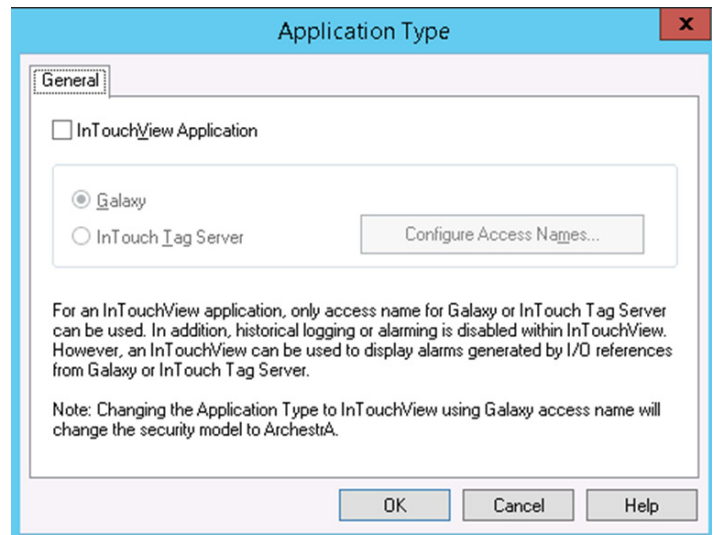 Application Type
x
General
InTouchView Application
Galaxy
InTouch Tag Server
Configure Access Names...
For an InTouchView application, only access name for Galaxy or InTouch Tag Server
can be used. In addition, historical logging or alarming is disabled within InTouchView.
However, an InTouchView can be used to display alarms generated by I/O references
from Galaxy or InTouch Tag Server.
Note: Changing the Application Type to InTouchView using Galaxy access name will
change the security model to ArchestrA.
OK Cancel Help